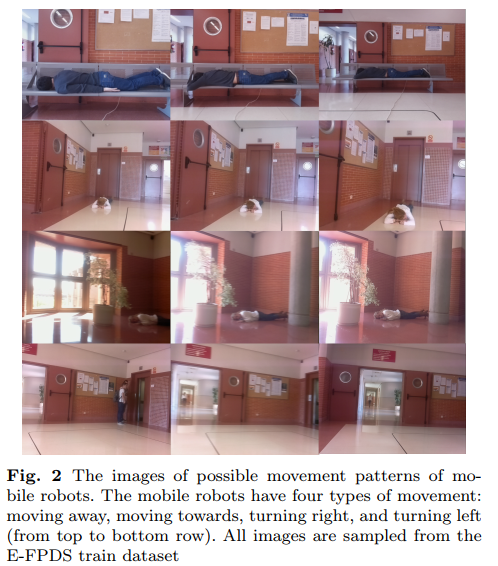 Fig. 2 The images of possible movement patterns of mo-
bile robots. The mobile robots have four types of movement:
moving away, moving towards, turning right, and turning left
(from top to bottom row). All images are sampled from the
E-FPDS train dataset